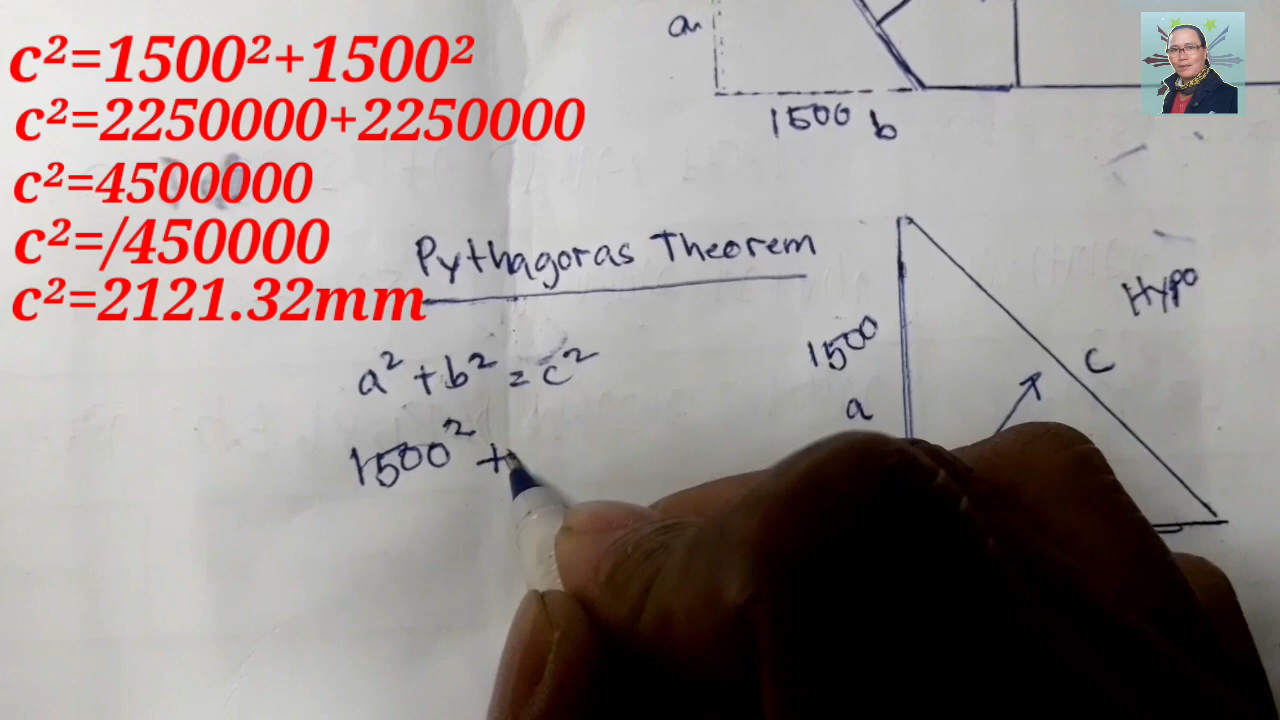 c²=1500²+1500²
c²=2250000+2250000
c²=4500000
c²=/450000
c²=2121.32mm
a
1500 b
Pythagoras Theorem
a² + b² = c²
1500² +
1500
a
Hypo
c